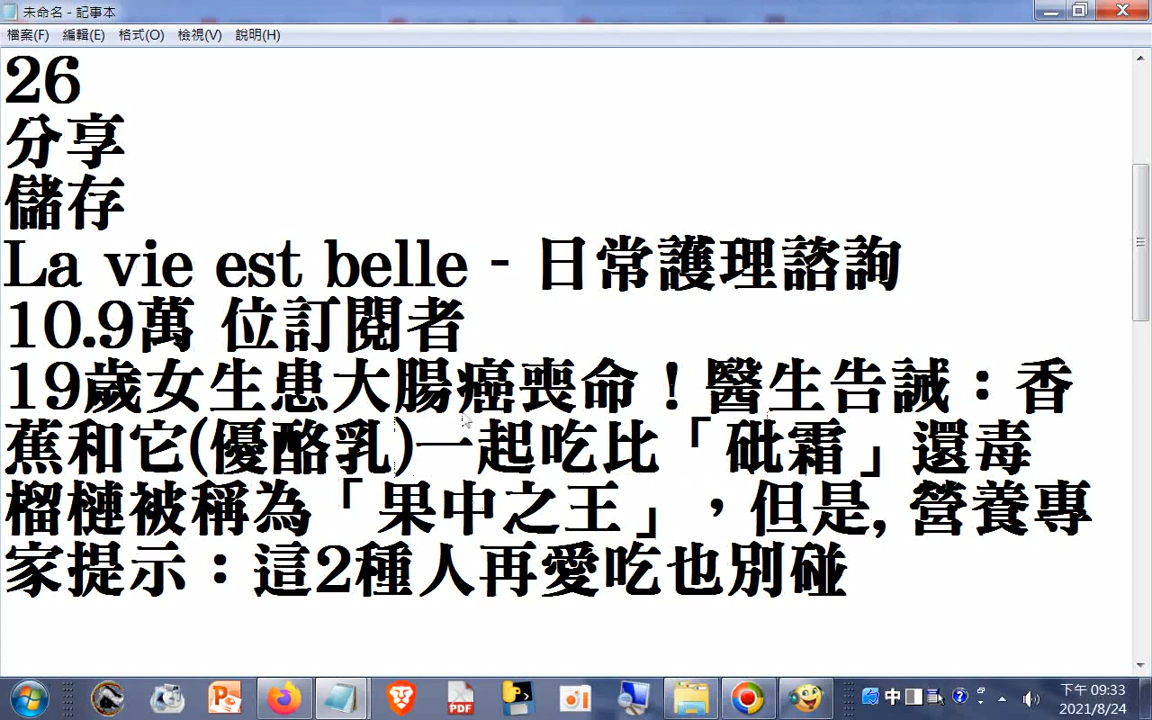 未命名 - 記事本
檔案(F) 編輯(E) 格式(O) 檢視(V) 說明(H)
26
分享
儲存
La vie est belle - 日常護理諮詢
10.9萬 位訂閱者
19歲女生患大腸癌喪命！醫生告誡：香
蕉和它(優酪乳)一起吃比「砒霜」還毒
榴槤被稱為「果中之王」，但是, 營養專
家提示：這2種人再愛吃也別碰
PDF
中
下午 09:33
2021/8/24